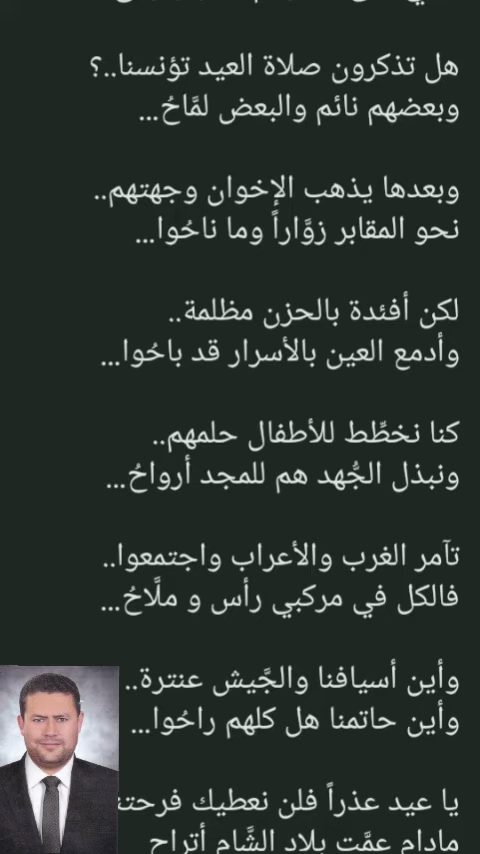 هل تذكرون صلاة العيد تؤنسنا..؟
وبعضهم نائم والبعض لمَّاحُ...
وبعدها يذهب الإخوان وجهتهم..
نحو المقابر زوَّاراً وما ناحُوا...
لكن أفئدة بالحزن مظلمة..
وأدمع العين بالأسرار قد باحُوا...
كنا نخطِّط للأطفال حلمهم..
ونبذل الجُّهد هم للمجد أرواحُ...
تآمر الغرب والأعراب واجتمعوا..
فالكل في مركبي رأس و ملَّاحُ...
وأين أسيافنا والجَّيش عنترة..
وأين حاتمنا هل كلهم راحُوا...
يا عيد عذراً فلن نعطيك
مادام عمَّت بلاد الشَّام أتراح